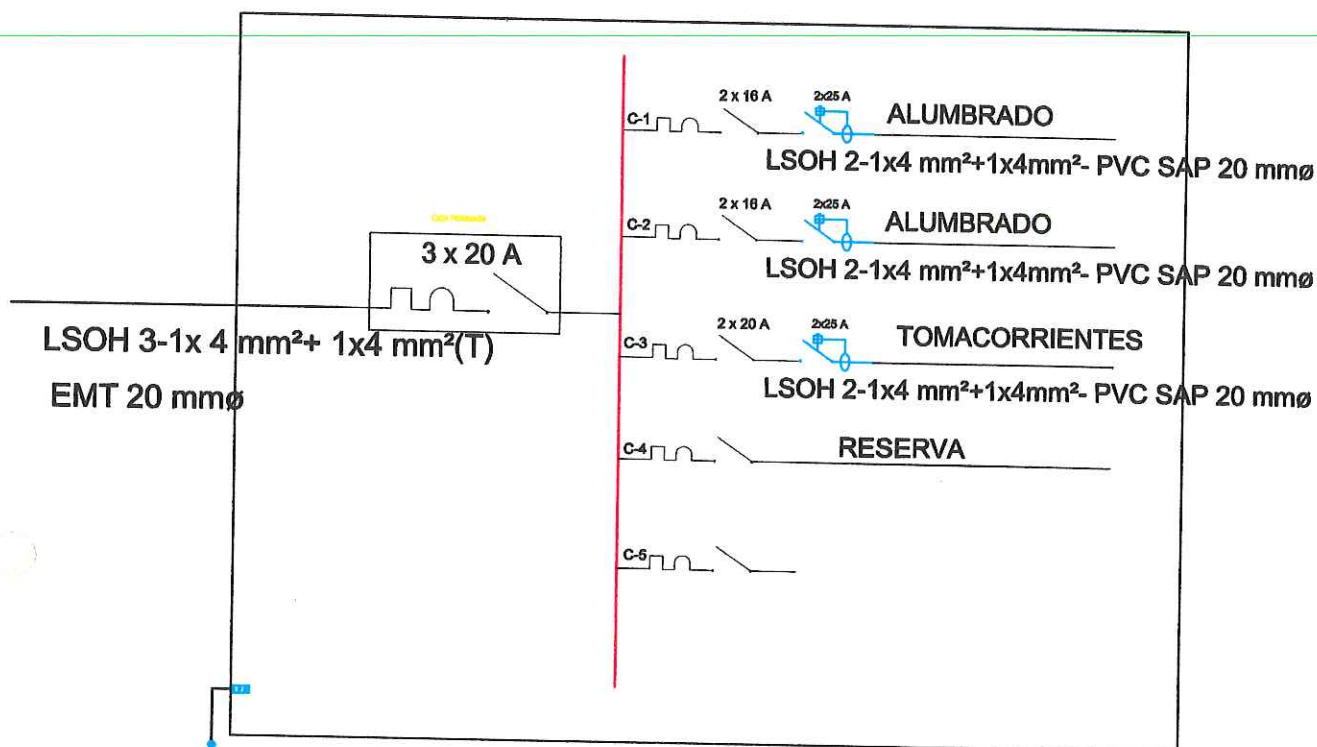 C-1
2 x 16 A
2x25 A
ALUMBRADO
LSOH 2-1x4 mm²+1x4mm²- PVC SAP 20 mmø
C-2
2 x 16 A
2x25 A
ALUMBRADO
LSOH 2-1x4 mm²+1x4mm²- PVC SAP 20 mmø
3 x 20 A
LSOH 3-1x 4 mm²+ 1x4 mm²(T)
EMT 20 mmø
C-3
2 x 20 A
2x25 A
TOMACORRIENTES
LSOH 2-1x4 mm²+1x4mm²- PVC SAP 20 mmø
C-4
RESERVA
C-5